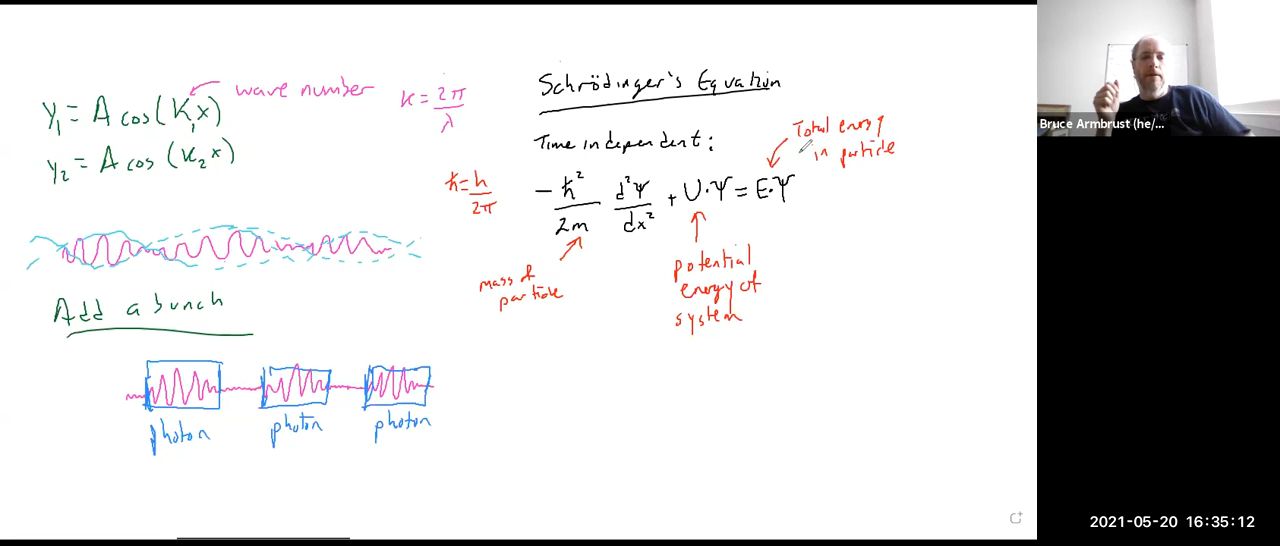 y₁ = A cos(K₁x)
wave number
K = 2π/λ
y₂ = A cos(K₂x)
Add a bunch
photon
photon
photon
Schrödinger's Equation
Time independent:
Total energy
in particle
ħ = h/2π
-ħ²/2m d²Ψ/dx² + U·Ψ = E·Ψ
mass of
particle
potential
energy of
system
Bruce Armbrust (he/...
2021-05-20 16:35:12